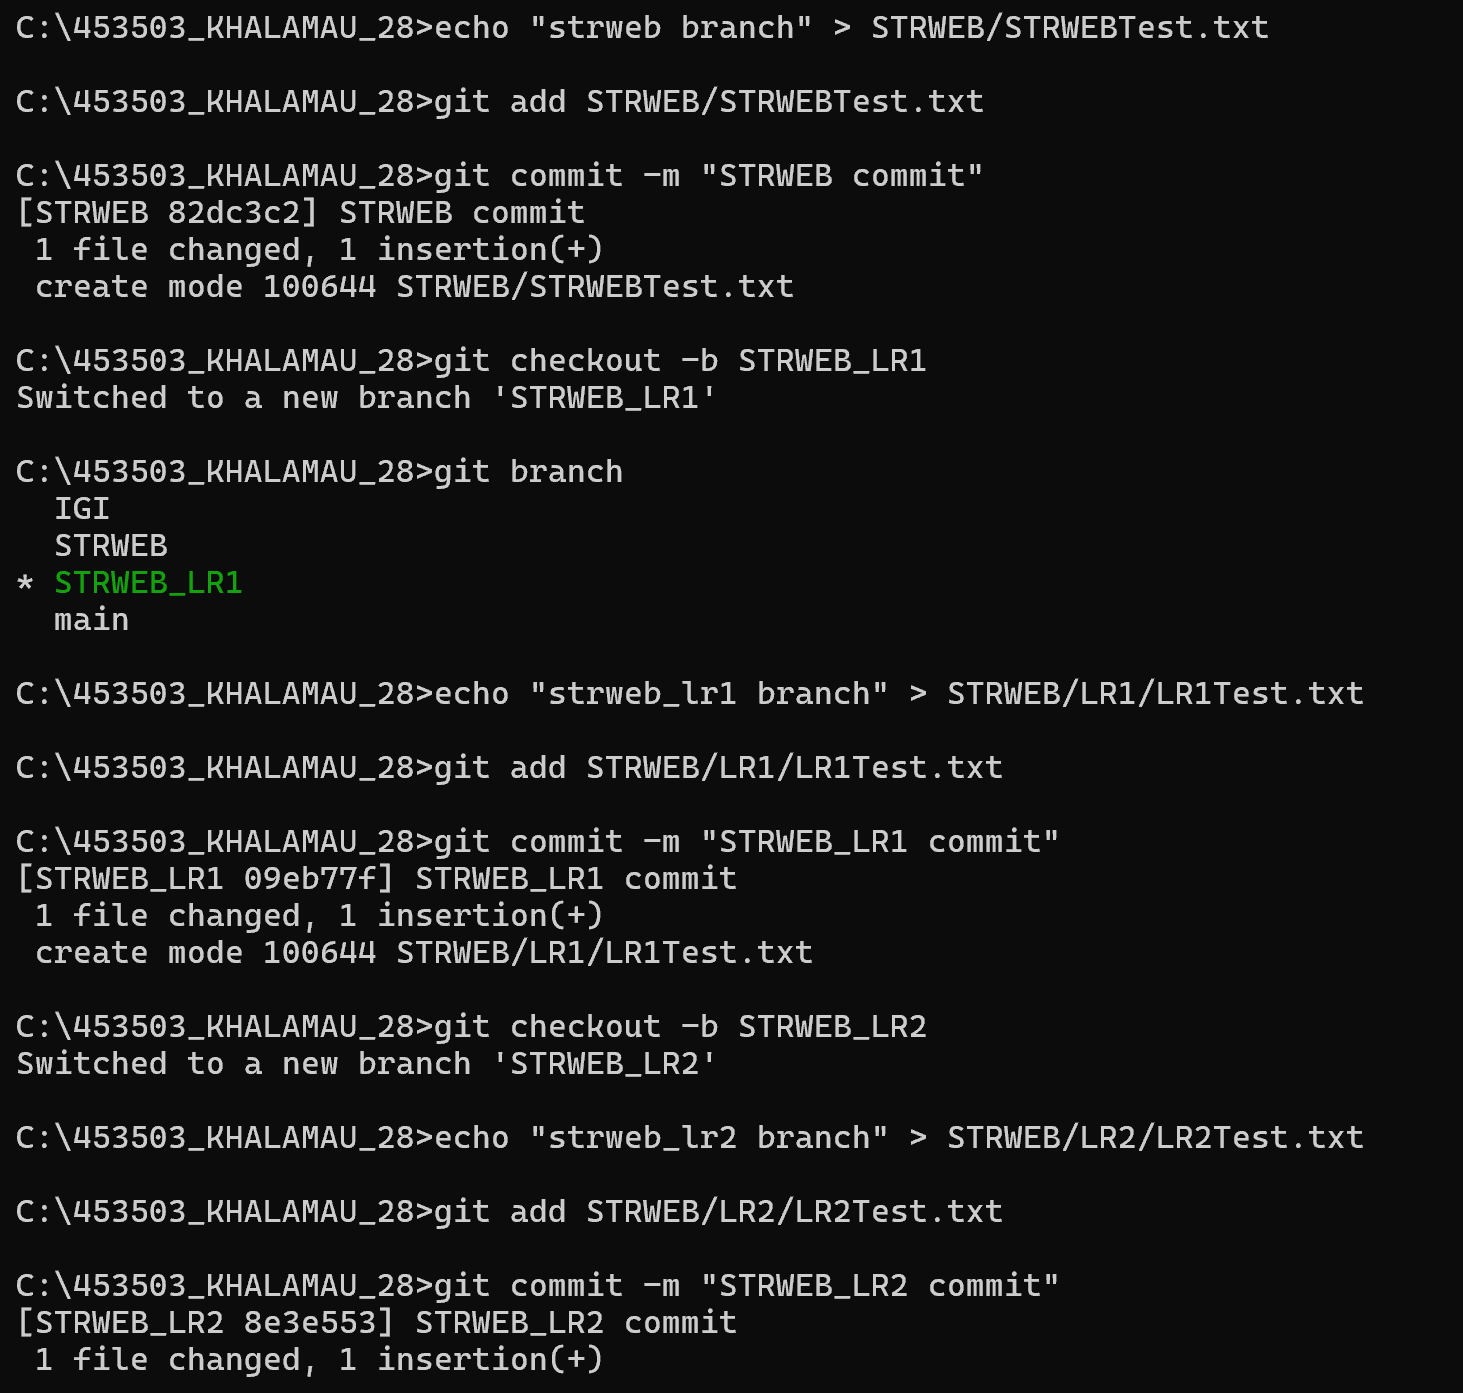 C:\453503_KHALAMAU_28>echo "strweb branch" > STRWEB/STRWEBTest.txt
C:\453503_KHALAMAU_28>git add STRWEB/STRWEBTest.txt
C:\453503_KHALAMAU_28>git commit -m "STRWEB commit"
[STRWEB 82dc3c2] STRWEB commit
 1 file changed, 1 insertion(+)
 create mode 100644 STRWEB/STRWEBTest.txt
C:\453503_KHALAMAU_28>git checkout -b STRWEB_LR1
Switched to a new branch 'STRWEB_LR1'
C:\453503_KHALAMAU_28>git branch
  IGI
  STRWEB
* STRWEB_LR1
  main
C:\453503_KHALAMAU_28>echo "strweb_lr1 branch" > STRWEB/LR1/LR1Test.txt
C:\453503_KHALAMAU_28>git add STRWEB/LR1/LR1Test.txt
C:\453503_KHALAMAU_28>git commit -m "STRWEB_LR1 commit"
[STRWEB_LR1 09eb77f] STRWEB_LR1 commit
 1 file changed, 1 insertion(+)
 create mode 100644 STRWEB/LR1/LR1Test.txt
C:\453503_KHALAMAU_28>git checkout -b STRWEB_LR2
Switched to a new branch 'STRWEB_LR2'
C:\453503_KHALAMAU_28>echo "strweb_lr2 branch" > STRWEB/LR2/LR2Test.txt
C:\453503_KHALAMAU_28>git add STRWEB/LR2/LR2Test.txt
C:\453503_KHALAMAU_28>git commit -m "STRWEB_LR2 commit"
[STRWEB_LR2 8e3e553] STRWEB_LR2 commit
 1 file changed, 1 insertion(+)